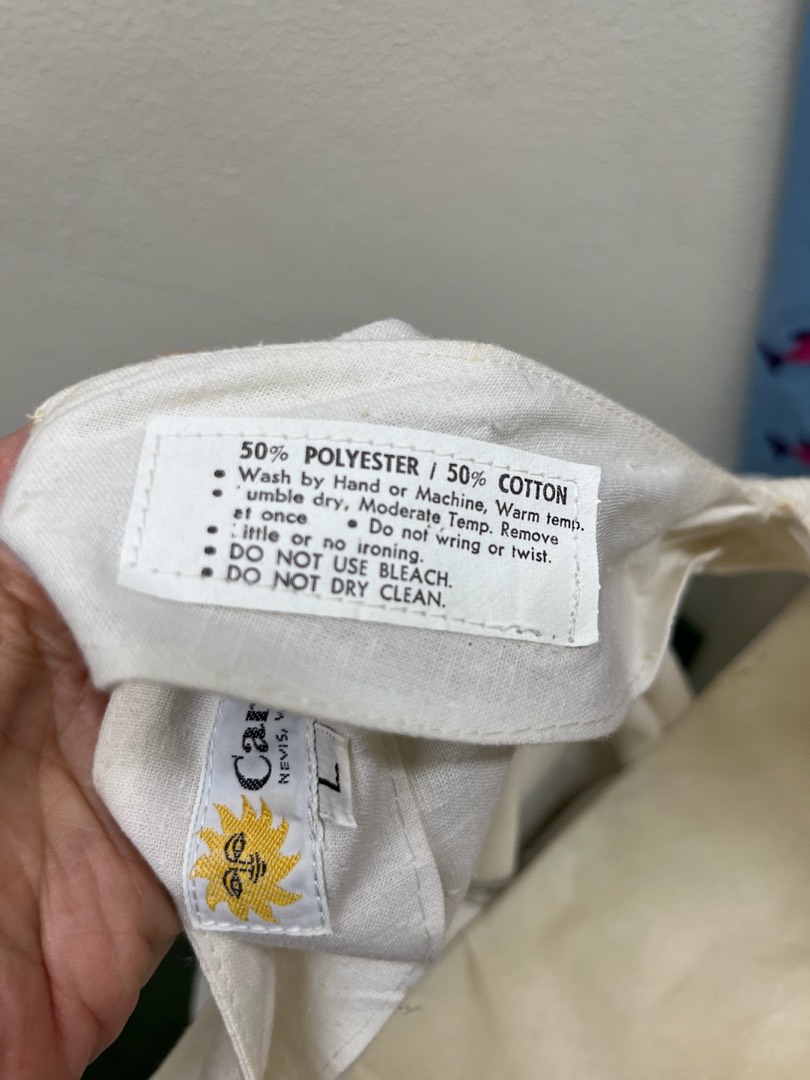 50% POLYESTER / 50% COTTON
• Wash by Hand or Machine, Warm temp.
• umble dry, Moderate Temp. Remove
at once • Do not wring or twist.
• ittle or no ironing.
• DO NOT USE BLEACH.
• DO NOT DRY CLEAN.
NEVIS,
L